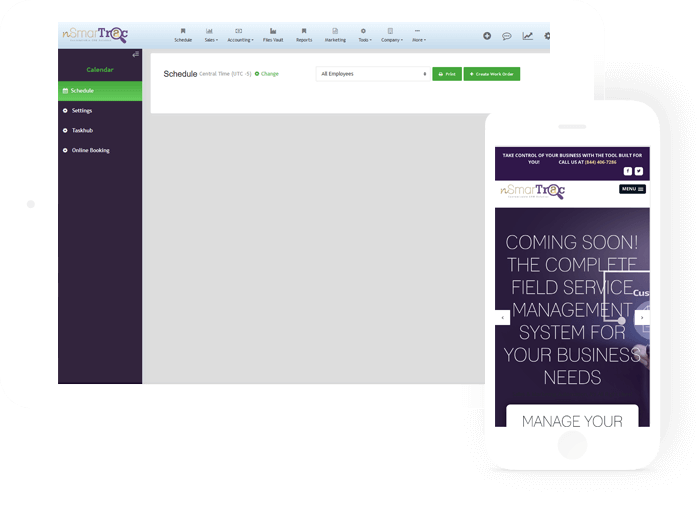 nSmarTrac
Schedule Sales Accounting Files Vault Reports Marketing Tools Company More
Calendar
Schedule
Settings
Taskhub
Online Booking
Schedule Central Time (UTC -5) Change
All Employees
Print
Create Work Order
TAKE CONTROL OF YOUR BUSINESS WITH THE TOOL BUILT FOR
YOU! CALL US AT (844) 406-7286
nSmarTrac
MENU
COMING SOON!
THE COMPLETE
FIELD SERVICE
Cus
MANAGEMENT
SYSTEM FOR
YOUR BUSINESS
NEEDS
MANAGE YOUR